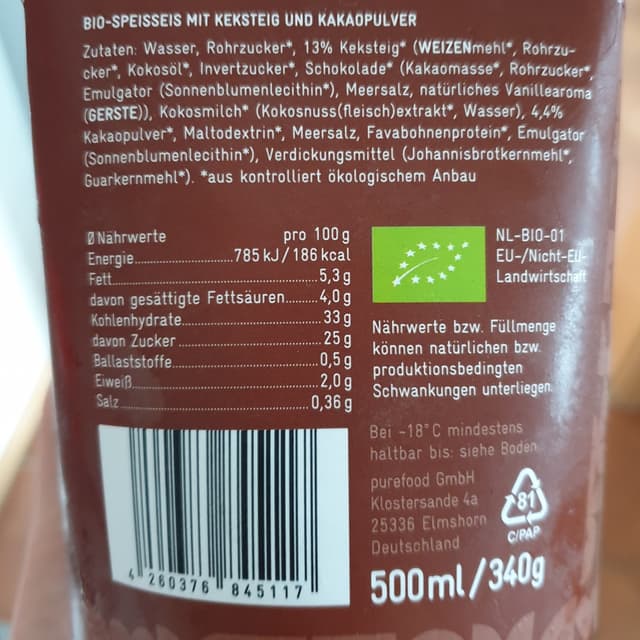 BIO-SPEISSEIS MIT KEKSTEIG UND KAKAOPULVER
Zutaten: Wasser, Rohrzucker*, 13% Keksteig* (WEIZENmehl*, Rohrzu-
cker*, Kokosöl*, Invertzucker*, Schokolade* (Kakaomasse*, Rohrzucker*,
Emulgator (Sonnenblumenlecithin*), Meersalz, natürliches Vanillearoma
(GERSTE)), Kokosmilch* (Kokosnuss(fleisch)extrakt*, Wasser), 4,4%
Kakaopulver*, Maltodextrin*, Meersalz, Favabohnenprotein*, Emulgator
(Sonnenblumenlecithin*), Verdickungsmittel (Johannisbrotkernmehl*,
Guarkernmehl*). *aus kontrolliert ökologischem Anbau
Ø Nährwerte pro 100 g
Energie 785 kJ / 186 kcal
Fett 5,3 g
davon gesättigte Fettsäuren 4,0 g
Kohlenhydrate 33 g
davon Zucker 25 g
Ballaststoffe 0,5 g
Eiweiß 2,0 g
Salz 0,36 g
NL-BIO-01
EU-/Nicht-EU-
Landwirtschaft
Nährwerte bzw. Füllmenge
können natürlichen bzw.
produktionsbedingten
Schwankungen unterliegen.
Bei -18°C mindestens
haltbar bis: siehe Boden
purefood GmbH
Klostersande 4a
25336 Elmshorn
Deutschland
81
C/PAP
500ml/340g
4 260376 845117